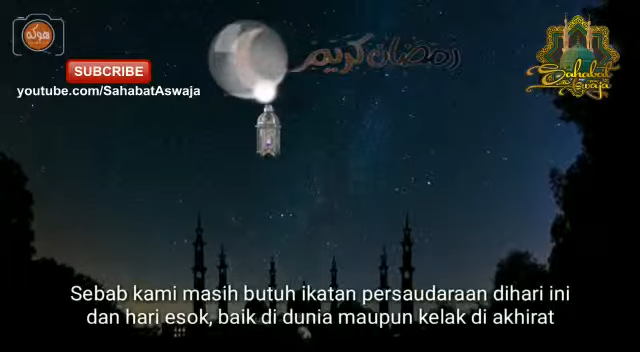 هوگه
SUBSCRIBE
youtube.com/SahabatAswaja
رمضان كريم
Sahabat
Aswaja
Sebab kami masih butuh ikatan persaudaraan dihari ini
dan hari esok, baik di dunia maupun kelak di akhirat